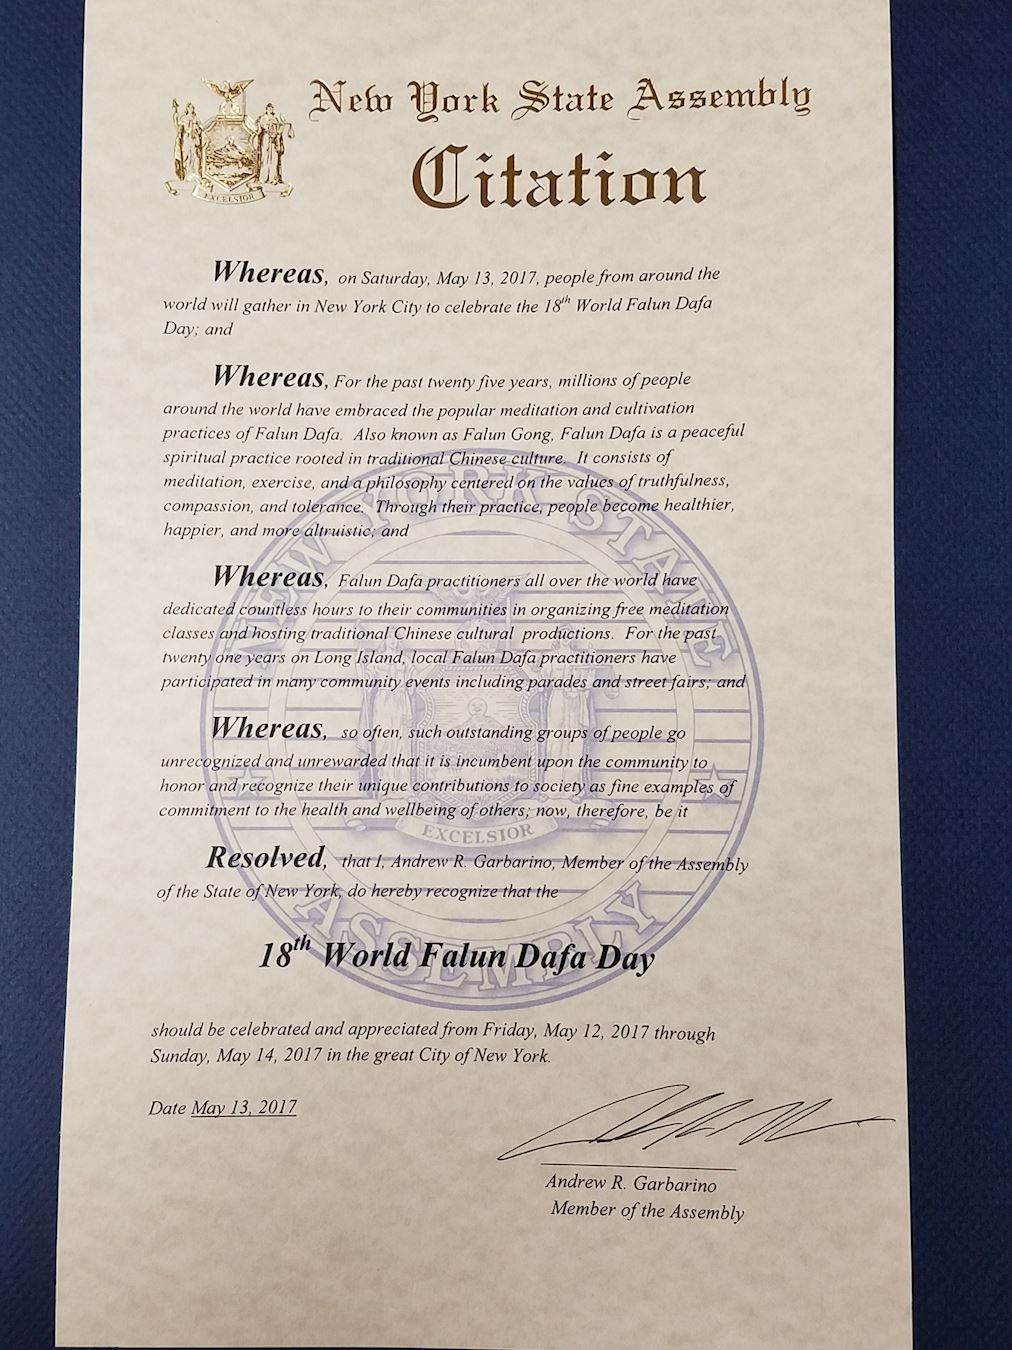 New York State Assembly
Citation
EXCELSIOR
Whereas, on Saturday, May 13, 2017, people from around the
world will gather in New York City to celebrate the 18th World Falun Dafa
Day; and
Whereas, For the past twenty five years, millions of people
around the world have embraced the popular meditation and cultivation
practices of Falun Dafa. Also known as Falun Gong, Falun Dafa is a peaceful
spiritual practice rooted in traditional Chinese culture. It consists of
meditation, exercise, and a philosophy centered on the values of truthfulness,
compassion, and tolerance. Through their practice, people become healthier,
happier, and more altruistic; and
Whereas, Falun Dafa practitioners all over the world have
dedicated countless hours to their communities in organizing free meditation
classes and hosting traditional Chinese cultural productions. For the past
twenty one years on Long Island, local Falun Dafa practitioners have
participated in many community events including parades and street fairs; and
Whereas, so often, such outstanding groups of people go
unrecognized and unrewarded that it is incumbent upon the community to
honor and recognize their unique contributions to society as fine examples of
commitment to the health and wellbeing of others; now, therefore, be it
Resolved, that I, Andrew R. Garbarino, Member of the Assembly
of the State of New York, do hereby recognize that the
18th World Falun Dafa Day
should be celebrated and appreciated from Friday, May 12, 2017 through
Sunday, May 14, 2017 in the great City of New York.
Date May 13, 2017
Andrew R. Garbarino
Member of the Assembly
NEW YORK STATE
EXCELSIOR
ASSEMBLY